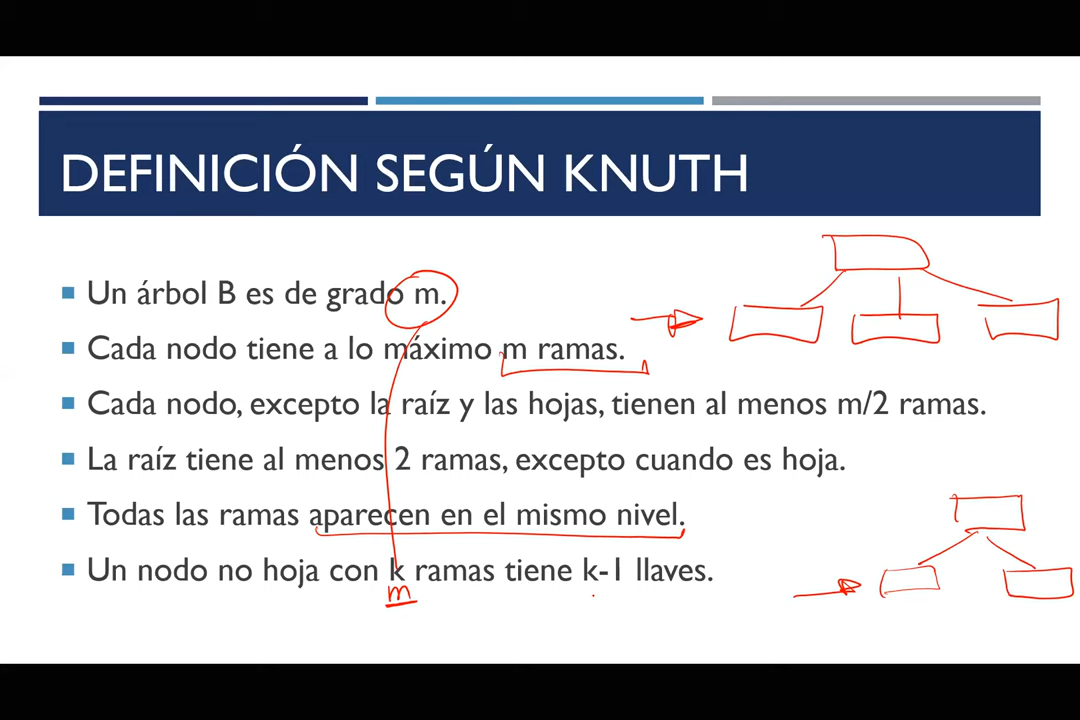 DEFINICIÓN SEGÚN KNUTH
Un árbol B es de grado m.
Cada nodo tiene a lo máximo m ramas.
Cada nodo, excepto la raíz y las hojas, tienen al menos m/2 ramas.
La raíz tiene al menos 2 ramas, excepto cuando es hoja.
Todas las ramas aparecen en el mismo nivel.
Un nodo no hoja con k ramas tiene k-1 llaves.
m